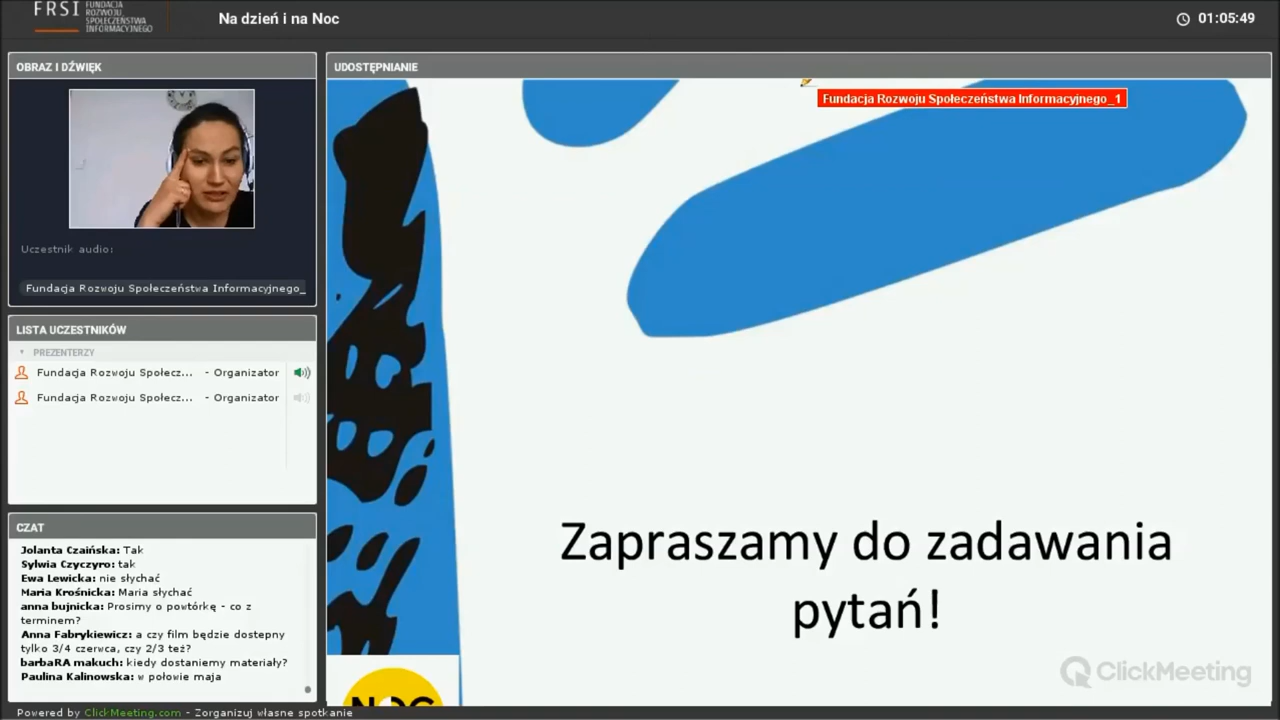 FRSI
FUNDACJA
ROZWOJU
SPOŁECZEŃSTWA
INFORMACYJNEGO
Na dzień i na Noc
01:05:49
OBRAZ I DŹWIĘK
Uczestnik audio:
Fundacja Rozwoju Społeczeństwa Informacyjnego_
LISTA UCZESTNIKÓW
PREZENTERZY
Fundacja Rozwoju Społecz... - Organizator
Fundacja Rozwoju Społecz... - Organizator
CZAT
Jolanta Czaińska: Tak
Sylwia Czyczyro: tak
Ewa Lewicka: nie słychać
Maria Krośnicka: Maria słychać
anna bujnicka: Prosimy o powtórkę - co z
terminem?
Anna Fabrykiewicz: a czy film będzie dostepny
tylko 3/4 czerwca, czy 2/3 też?
barbaRA makuch: kiedy dostaniemy materiały?
Paulina Kalinowska: w połowie maja
UDOSTĘPNIANIE
Fundacja Rozwoju Społeczeństwa Informacyjnego_1
Zapraszamy do zadawania
pytań!
NOC
ClickMeeting
Powered by ClickMeeting.com - Zorganizuj własne spotkanie